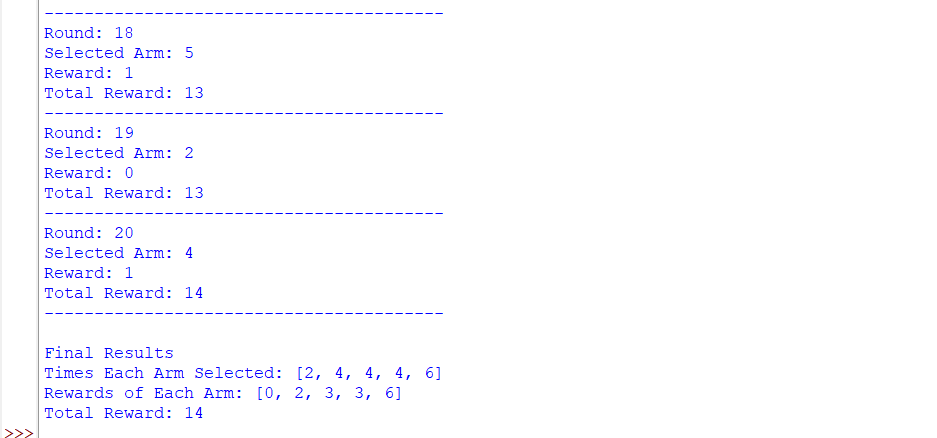 ----------------------------------------
Round: 18
Selected Arm: 5
Reward: 1
Total Reward: 13
----------------------------------------
Round: 19
Selected Arm: 2
Reward: 0
Total Reward: 13
----------------------------------------
Round: 20
Selected Arm: 4
Reward: 1
Total Reward: 14
----------------------------------------
Final Results
Times Each Arm Selected: [2, 4, 4, 4, 6]
Rewards of Each Arm: [0, 2, 3, 3, 6]
Total Reward: 14
>>>